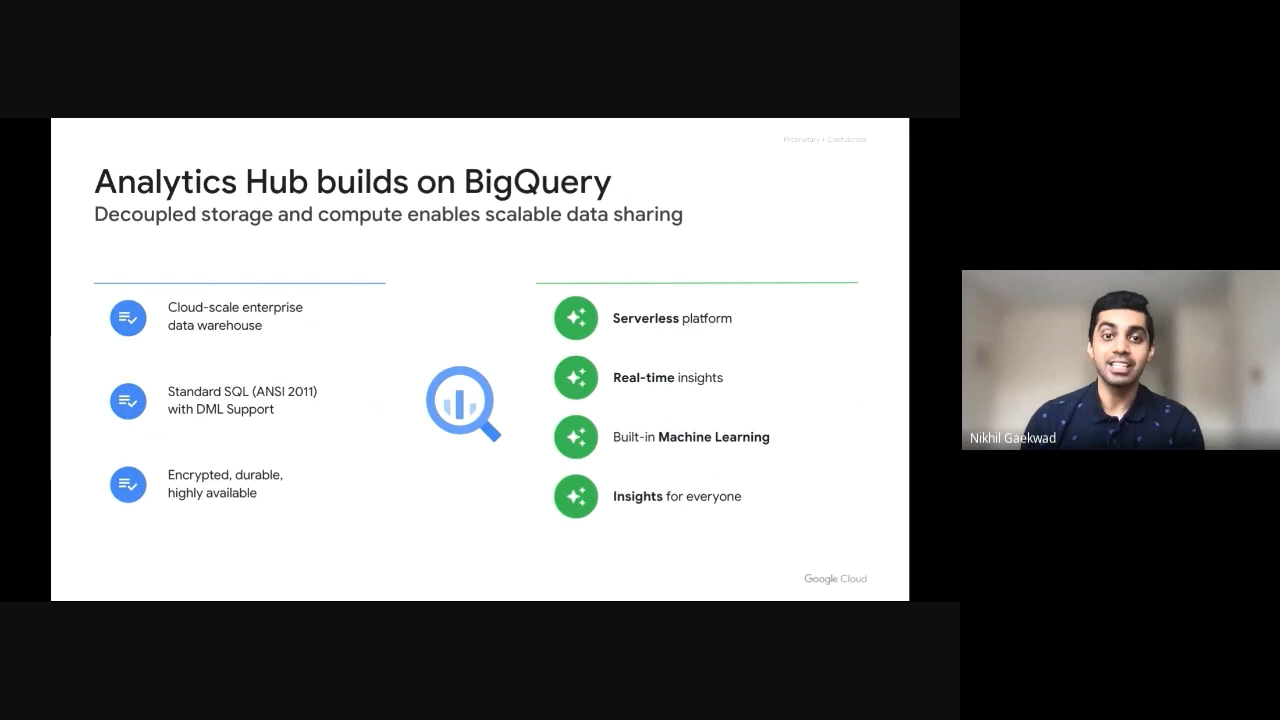 Proprietary + Confidential
Analytics Hub builds on BigQuery
Decoupled storage and compute enables scalable data sharing
Cloud-scale enterprise
data warehouse
Standard SQL (ANSI 2011)
with DML Support
Encrypted, durable,
highly available
Serverless platform
Real-time insights
Built-in Machine Learning
Insights for everyone
Google Cloud
Nikhil Gaekwad